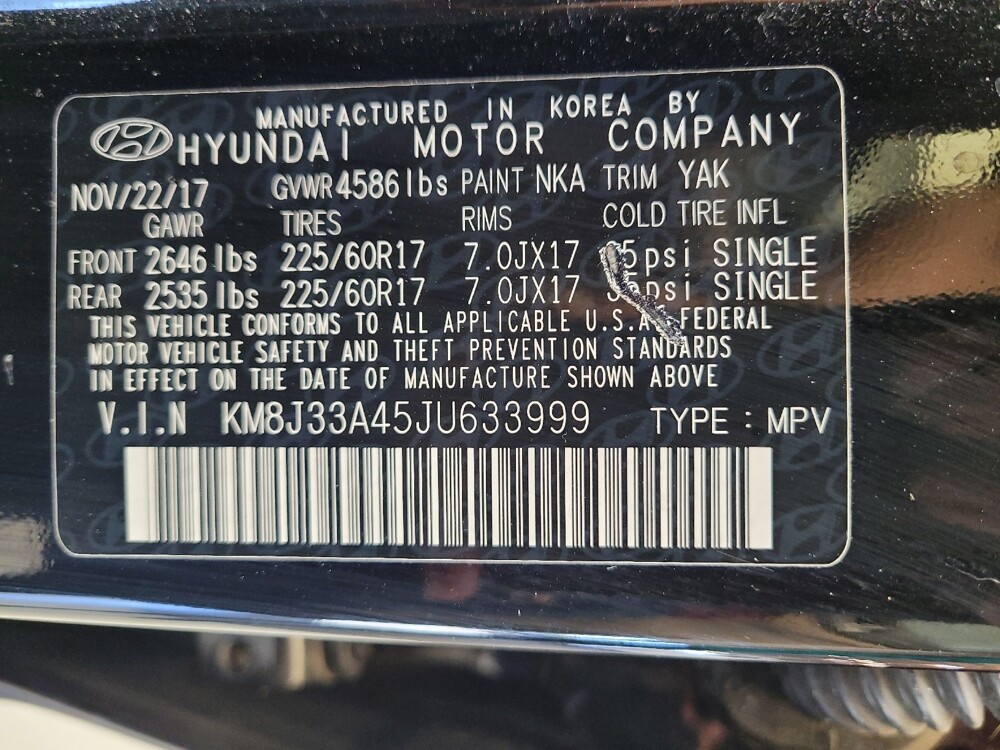 MANUFACTURED IN KOREA BY
HYUNDAI MOTOR COMPANY
NOV/22/17 GVWR 4586 lbs PAINT NKA TRIM YAK
GAWR TIRES RIMS COLD TIRE INFL
FRONT 2646 lbs 225/60R17 7.0JX17 SINGLE
REAR 2535 lbs 225/60R17 7.0JX17 SINGLE
THIS VEHICLE CONFORMS TO ALL APPLICABLE U.S.A. FEDERAL
MOTOR VEHICLE SAFETY AND THEFT PREVENTION STANDARDS
IN EFFECT ON THE DATE OF MANUFACTURE SHOWN ABOVE
V.I.N KM8J33A45JU633999 TYPE : MPV